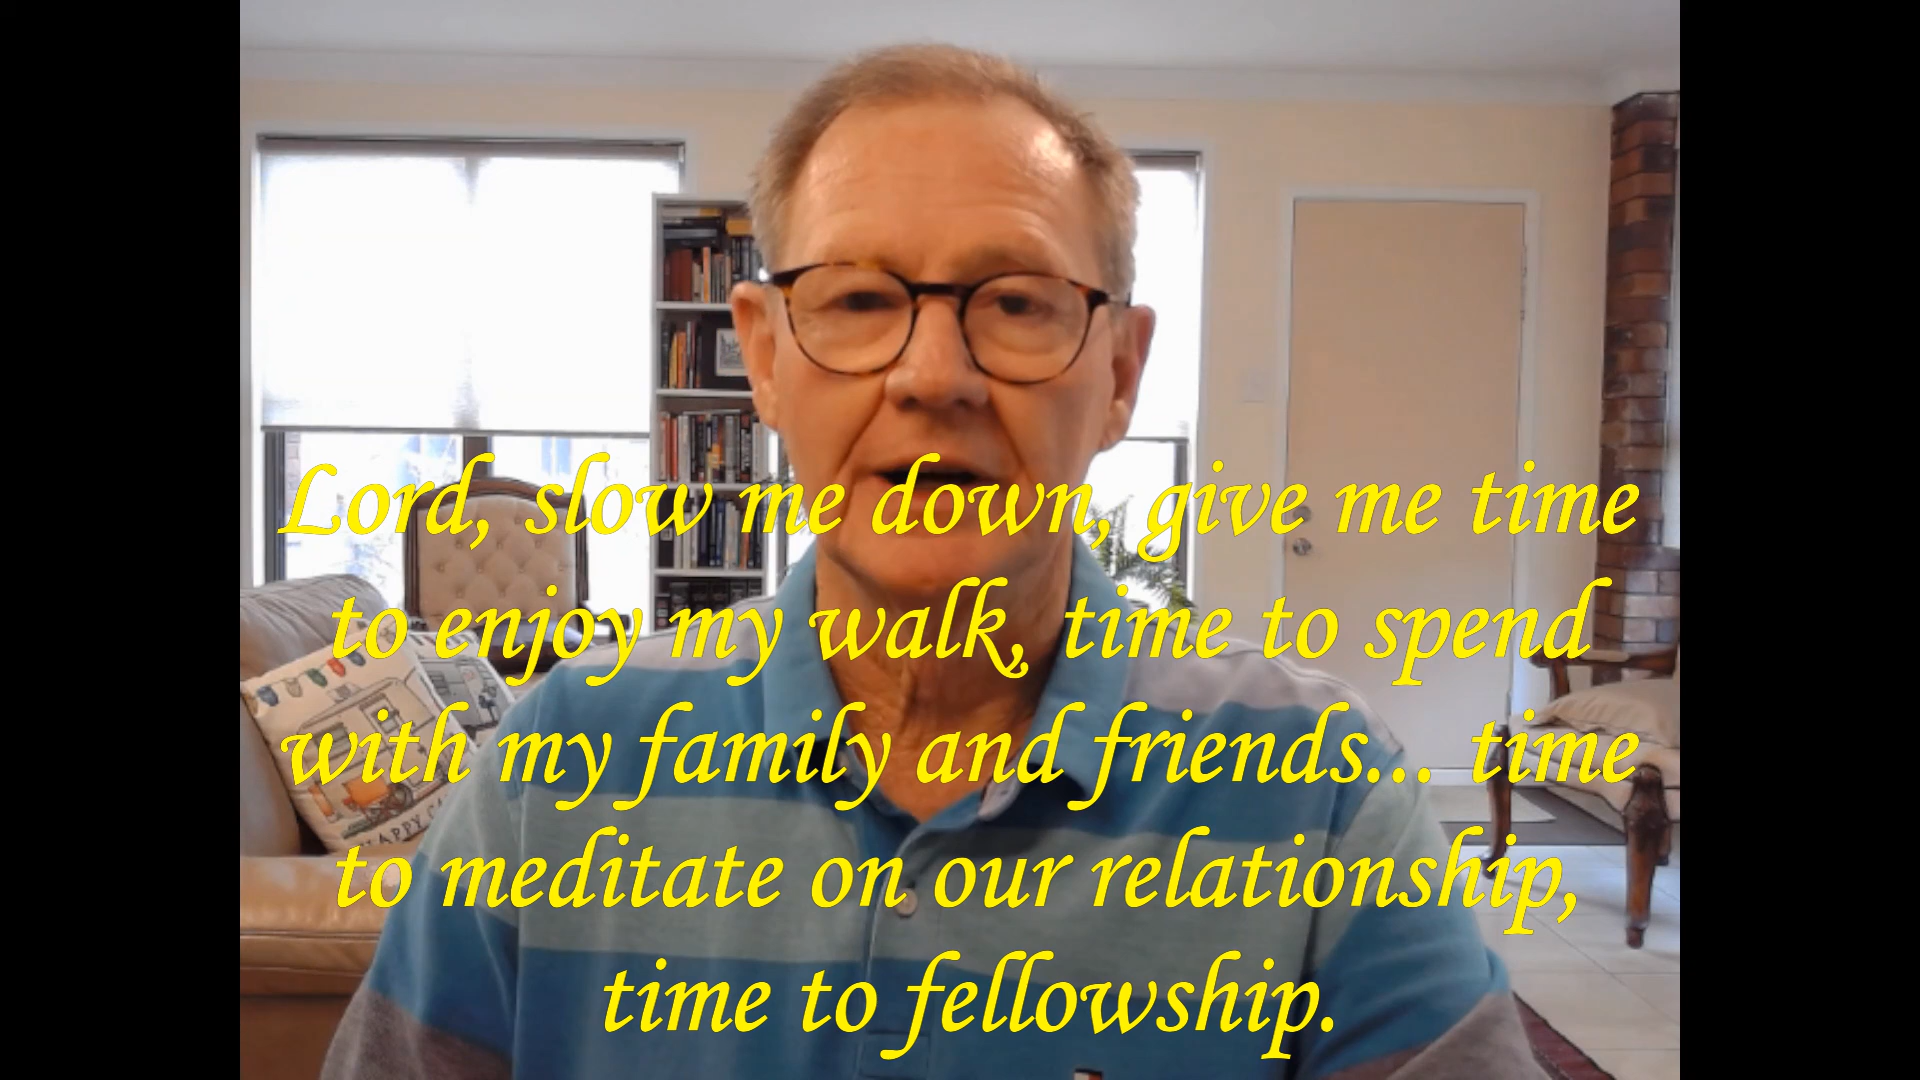 Lord, slow me down, give me time
to enjoy my walk, time to spend
with my family and friends... time
to meditate on our relationship,
time to fellowship.